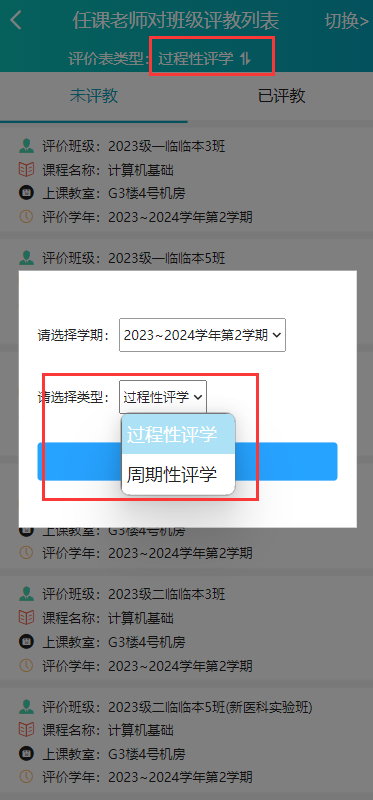 任课老师对班级评教列表
切换>
评价表类型：过程性评学
未评教
已评教
评价班级：2023级一临临本3班
课程名称：计算机基础
上课教室：G3楼4号机房
评价学年：2023~2024学年第2学期
评价班级：2023级一临临本5班
请选择学期：
2023~2024学年第2学期
请选择类型：
过程性评学
过程性评学
周期性评学
上课教室：G3楼4号机房
评价学年：2023~2024学年第2学期
评价班级：2023级二临临本3班
课程名称：计算机基础
上课教室：G3楼4号机房
评价学年：2023~2024学年第2学期
评价班级：2023级二临临本5班(新医科实验班)
课程名称：计算机基础
上课教室：G3楼4号机房
评价学年：2023~2024学年第2学期